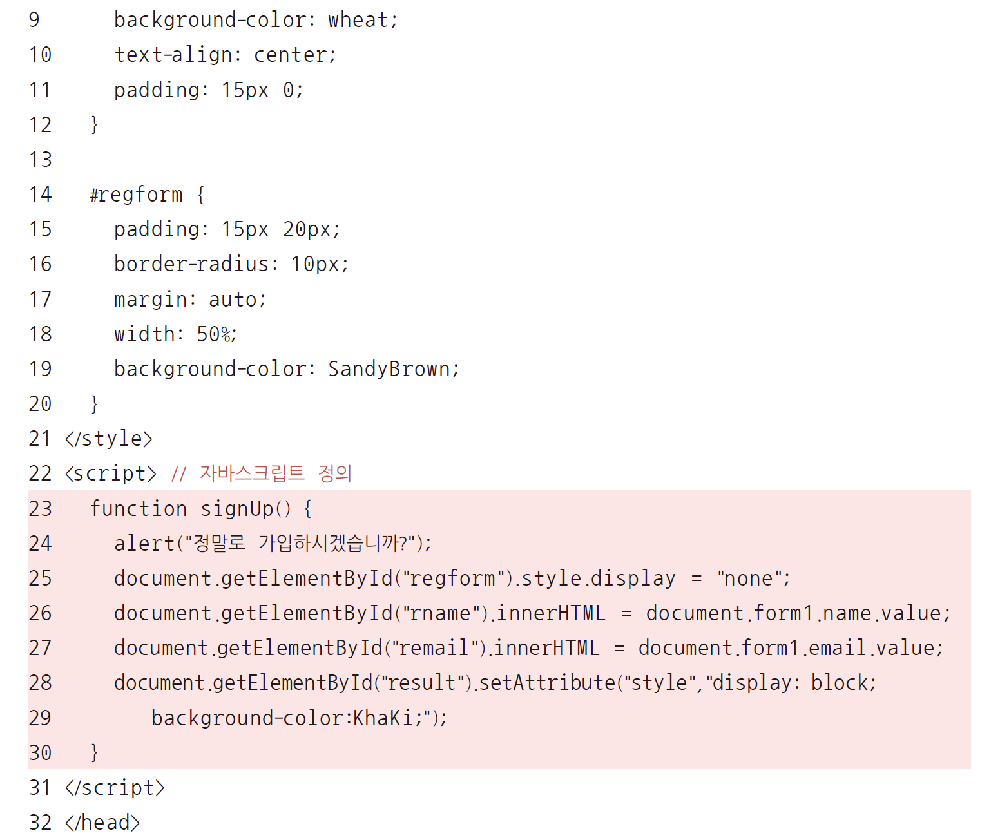 9 background-color: wheat;
10 text-align: center;
11 padding: 15px 0;
12 }
13
14 #regform {
15 padding: 15px 20px;
16 border-radius: 10px;
17 margin: auto;
18 width: 50%;
19 background-color: SandyBrown;
20 }
21 </style>
22 <script> // 자바스크립트 정의
23 function signUp() {
24 alert("정말로 가입하시겠습니까?");
25 document.getElementById("regform").style.display = "none";
26 document.getElementById("rname").innerHTML = document.form1.name.value;
27 document.getElementById("remail").innerHTML = document.form1.email.value;
28 document.getElementById("result").setAttribute("style","display: block;
29 background-color:KhaKi;");
30 }
31 </script>
32 </head>